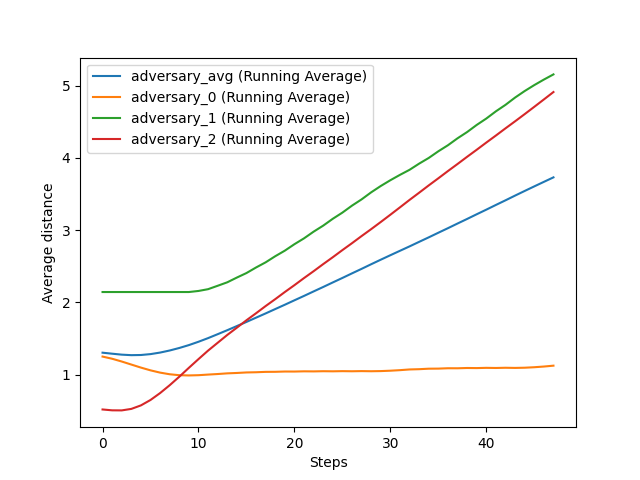 adversary_avg (Running Average)
adversary_0 (Running Average)
adversary_1 (Running Average)
adversary_2 (Running Average)
Average distance
5
4
3
2
1
0
10
20
30
40
Steps